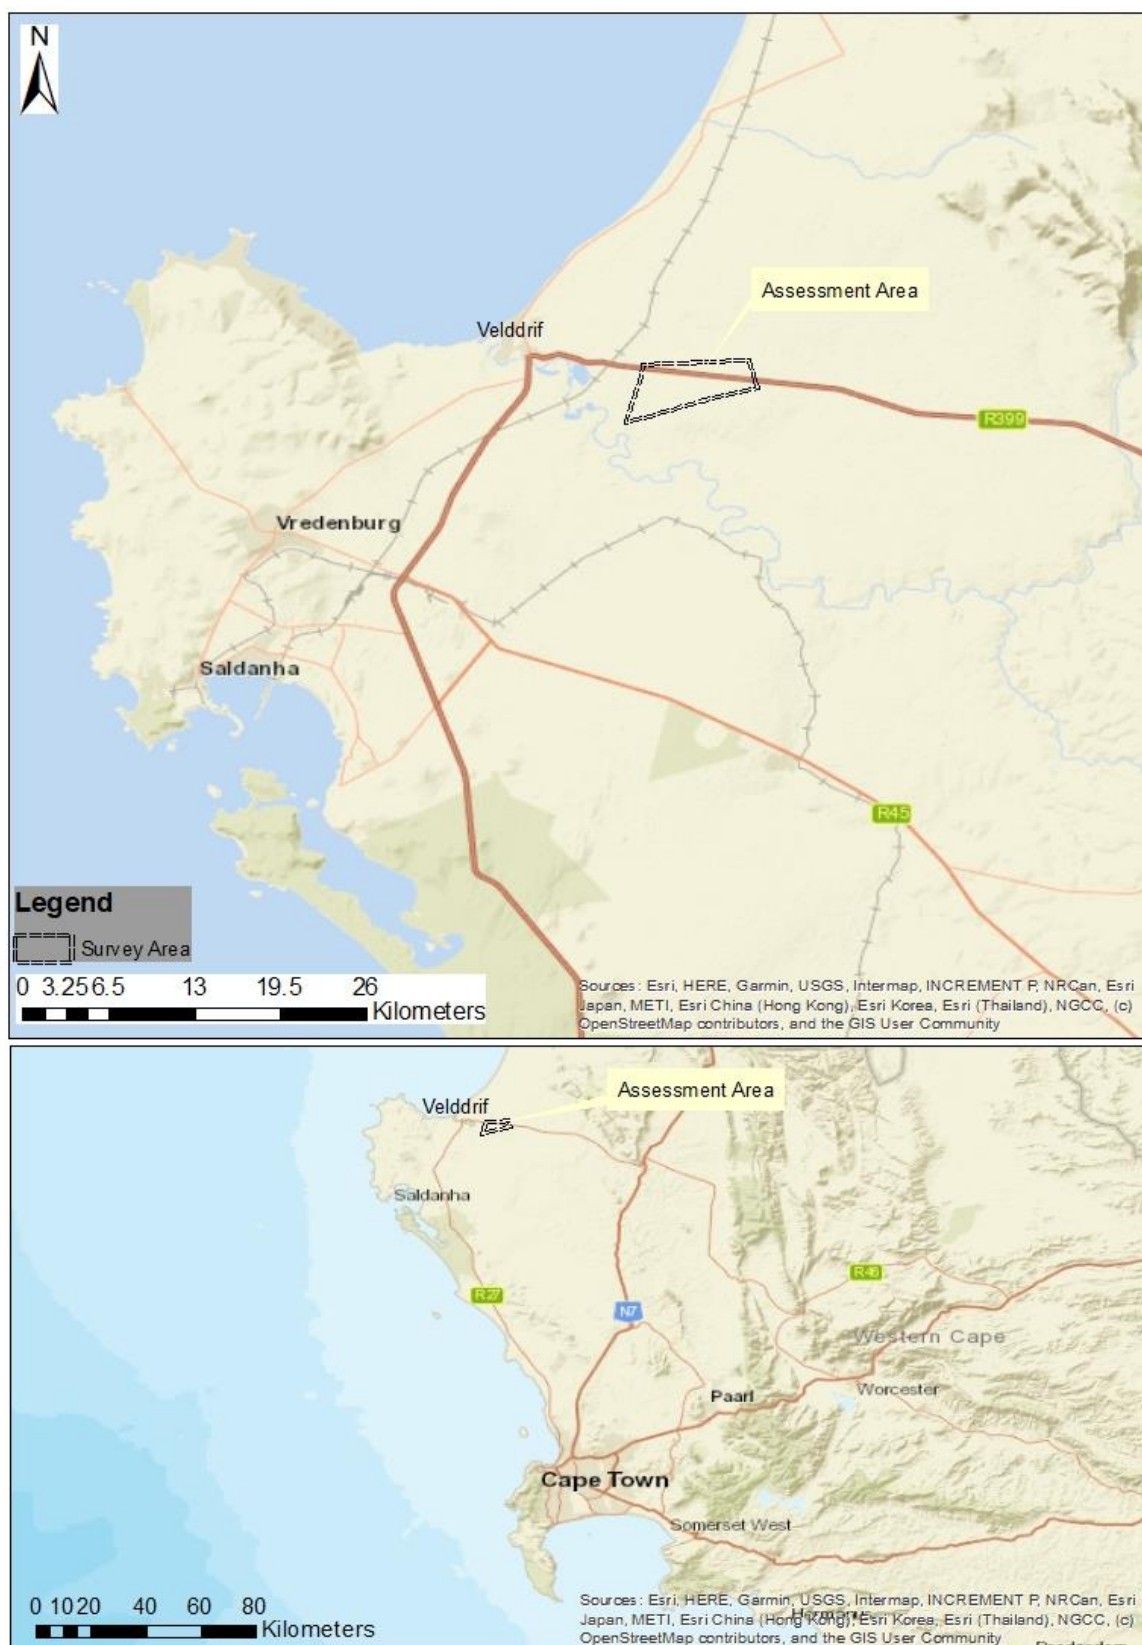 N
Assessment Area
Velddrif
R399
Vredenburg
Saldanha
R45
Legend
Survey Area
0 3.25 6.5 13 19.5 26
Kilometers
Sources: Esri, HERE, Garmin, USGS, Intermap, INCREMENT P, NRCan, Esri
Japan, METI, Esri China (Hong Kong), Esri Korea, Esri (Thailand), NGCC, (c)
OpenStreetMap contributors, and the GIS User Community
Assessment Area
Velddrif
Saldanha
R46
R27
N7
Western Cape
Paarl
Worcester
Cape Town
Somerset West
0 10 20 40 60 80
Kilometers
Sources: Esri, HERE, Garmin, USGS, Intermap, INCREMENT P, NRCan, Esri
Japan, METI, Esri China (Hong Kong), Esri Korea, Esri (Thailand), NGCC, (c)
OpenStreetMap contributors, and the GIS User Community